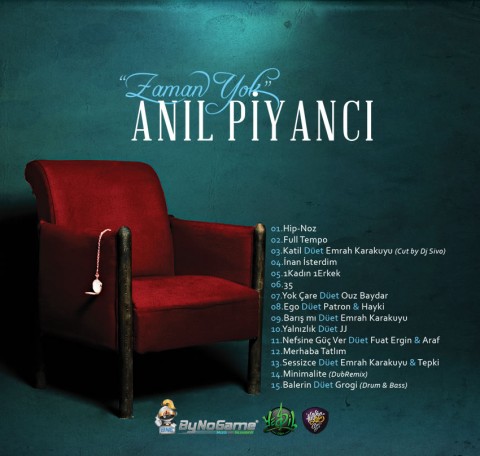 "Zaman Yok"
ANIL PİYANCI
01.Hip-Noz
02.Full Tempo
03.Katil Düet Emrah Karakuyu (Cut by Dj Sivo)
04.İnan İsterdim
05.1Kadın 1Erkek
06.35
07.Yok Çare Düet Ouz Baydar
08.Ego Düet Patron & Hayki
09.Barış mı Düet Emrah Karakuyu
10.Yalnızlık Düet JJ
11.Nefsine Güç Ver Düet Fuat Ergin & Araf
12.Merhaba Tatlım
13.Sessizce Düet Emrah Karakuyu & Tepki
14.Minimalite (DubRemix)
15.Balerin Düet Grogi (Drum & Bass)
ByNoGame